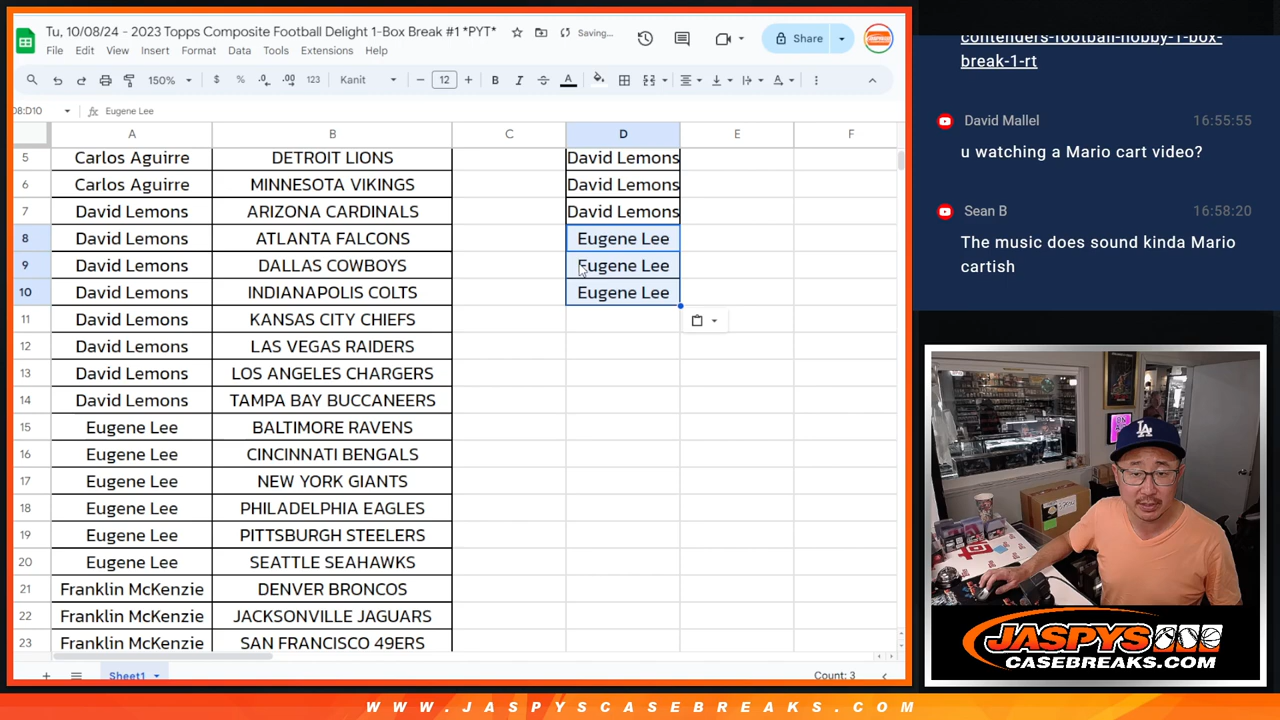 Tu, 10/08/24 - 2023 Topps Composite Football Delight 1-Box Break #1 *PYT*
Saving...
Share
File Edit View Insert Format Data Tools Extensions Help
150% $ % .0 .00 123 Kanit 12 B I A
08:D10 Eugene Lee
A B C D E F
5 Carlos Aguirre DETROIT LIONS David Lemons
6 Carlos Aguirre MINNESOTA VIKINGS David Lemons
7 David Lemons ARIZONA CARDINALS David Lemons
8 David Lemons ATLANTA FALCONS Eugene Lee
9 David Lemons DALLAS COWBOYS Eugene Lee
10 David Lemons INDIANAPOLIS COLTS Eugene Lee
11 David Lemons KANSAS CITY CHIEFS
12 David Lemons LAS VEGAS RAIDERS
13 David Lemons LOS ANGELES CHARGERS
14 David Lemons TAMPA BAY BUCCANEERS
15 Eugene Lee BALTIMORE RAVENS
16 Eugene Lee CINCINNATI BENGALS
17 Eugene Lee NEW YORK GIANTS
18 Eugene Lee PHILADELPHIA EAGLES
19 Eugene Lee PITTSBURGH STEELERS
20 Eugene Lee SEATTLE SEAHAWKS
21 Franklin McKenzie DENVER BRONCOS
22 Franklin McKenzie JACKSONVILLE JAGUARS
23 Franklin McKenzie SAN FRANCISCO 49ERS
Sheet1
Count: 3
contenders-football-hobby-1-box-
break-1-rt
David Mallel 16:55:55
u watching a Mario cart video?
Sean B 16:58:20
The music does sound kinda Mario
cartish
LA
JASPYS
CASEBREAKS.COM
WWW.JASPYSCASEBREAKS.COM